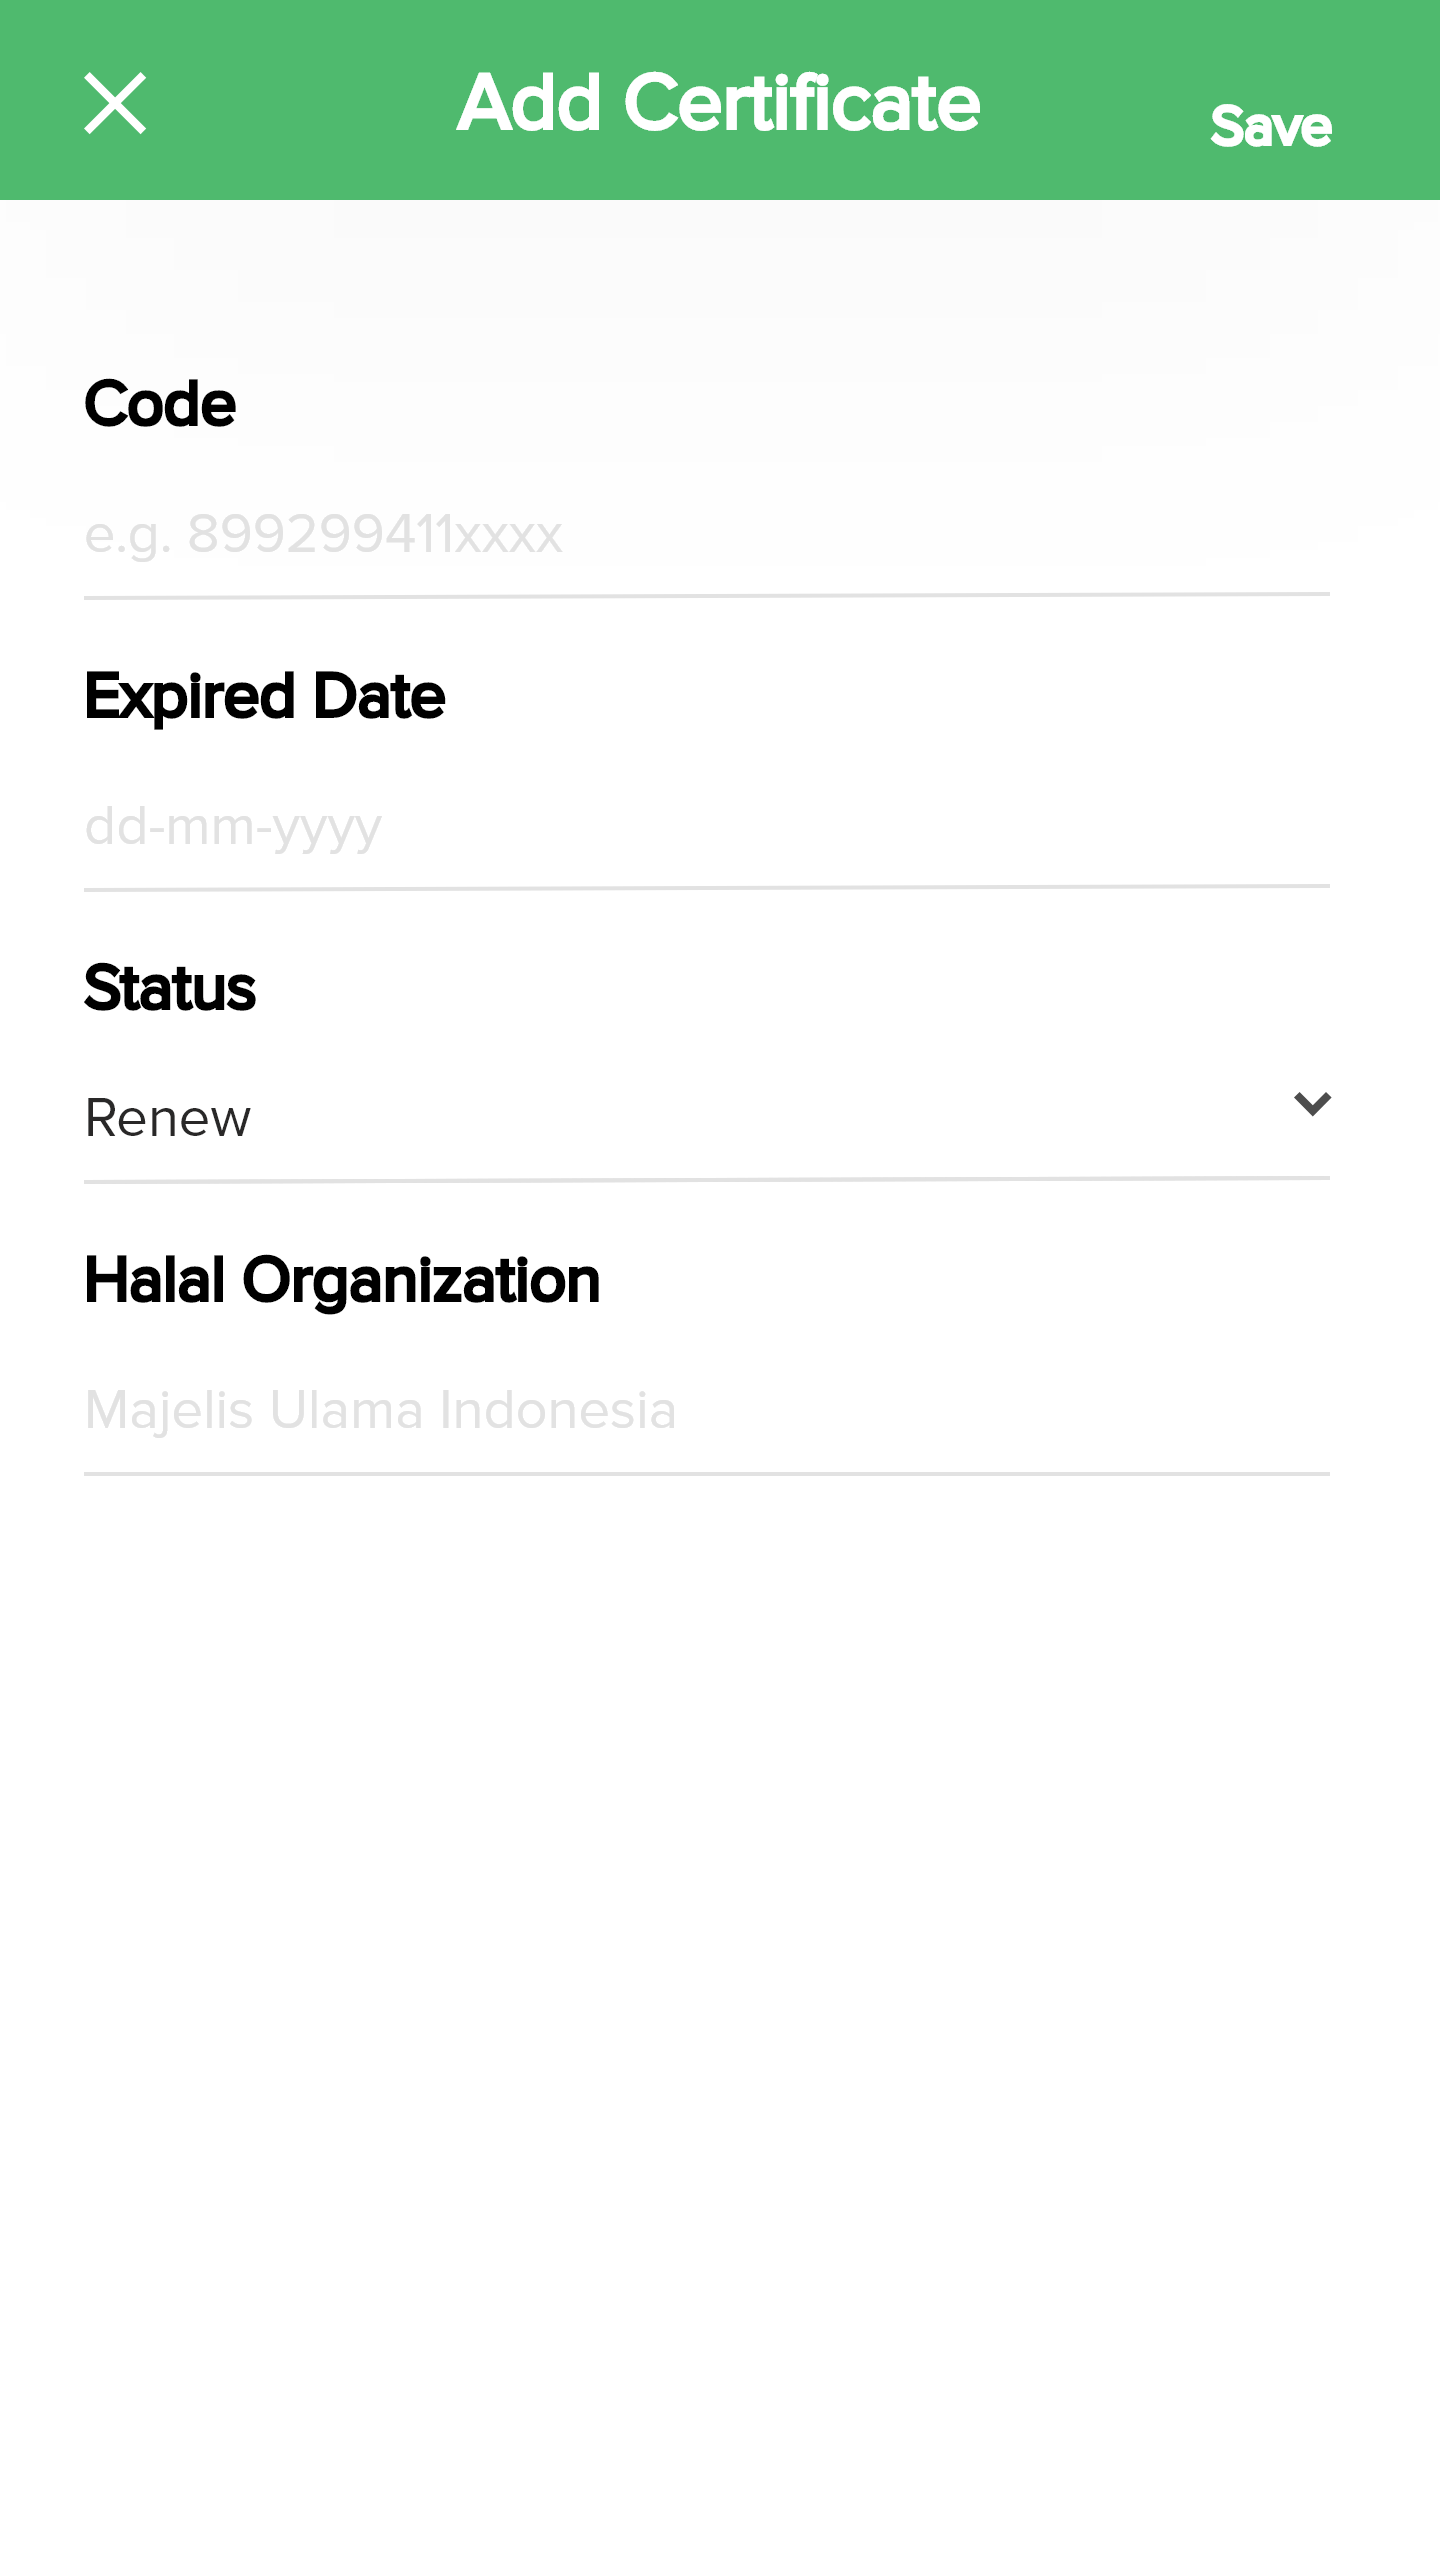 Add Certificate
Save
Code
e.g. 899299411xxxx
Expired Date
dd-mm-yyyy
Status
Renew
Halal Organization
Majelis Ulama Indonesia